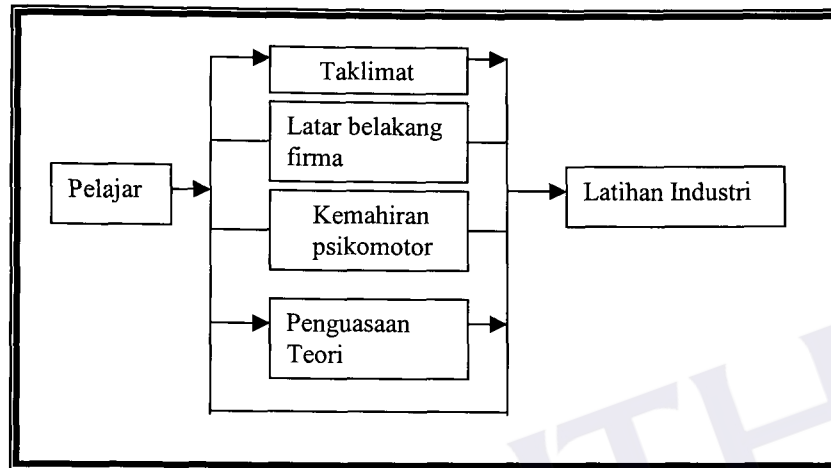 Taklimat
Latar belakang
firma
Pelajar
Kemahiran
psikomotor
Latihan Industri
Penguasaan
Teori